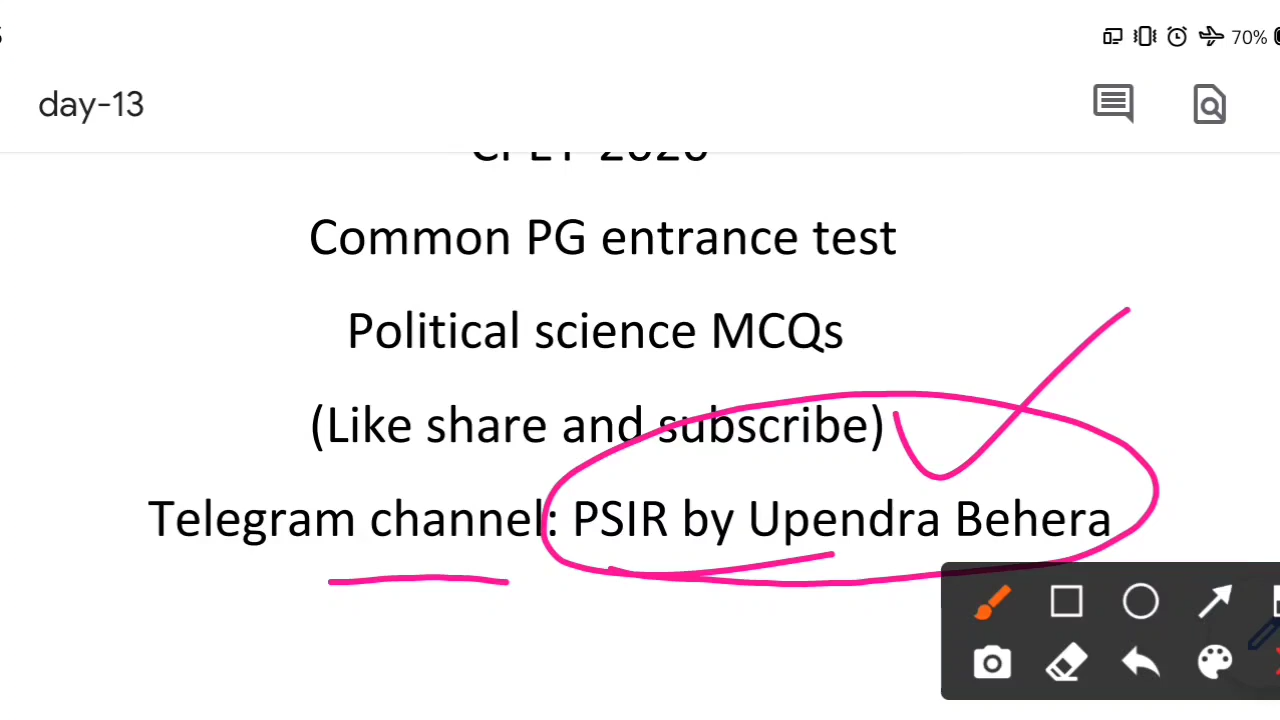 70%
day-13
Common PG entrance test
Political science MCQs
(Like share and subscribe)
Telegram channel: PSIR by Upendra Behera